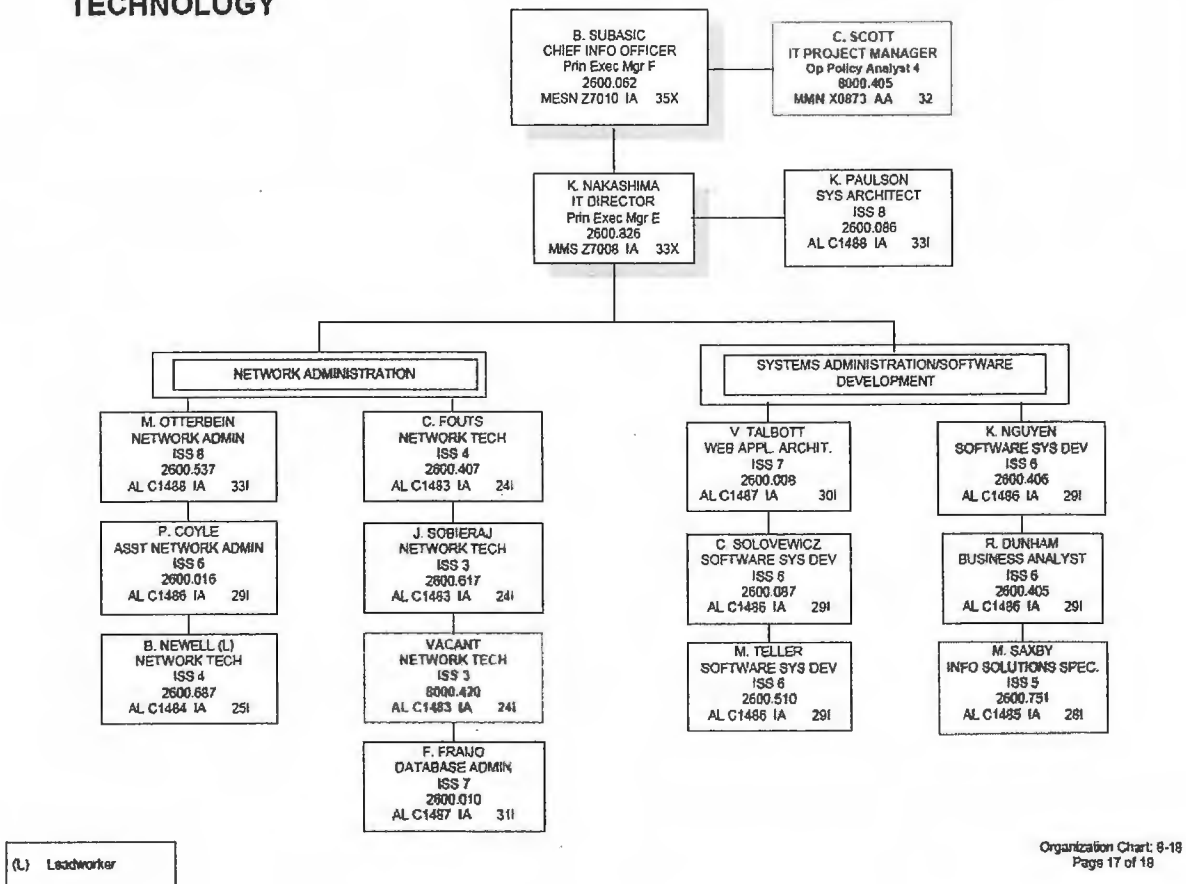 TECHNOLOGY
B. SUBASIC
CHIEF INFO OFFICER
Prin Exec Mgr F
2600.062
MESN Z7010 IA 35X
C. SCOTT
IT PROJECT MANAGER
Op Policy Analyst 4
8000.405
MMN X0873 AA 32
K. NAKASHIMA
IT DIRECTOR
Prin Exec Mgr E
2600.826
MMS Z7008 IA 33X
K. PAULSON
SYS ARCHITECT
ISS 8
2600.086
AL C1488 IA 33I
NETWORK ADMINISTRATION
M. OTTERBEIN
NETWORK ADMIN
ISS 8
2600.537
AL C1488 IA 33I
P. COYLE
ASST NETWORK ADMIN
ISS 6
2600.016
AL C1486 IA 29I
B. NEWELL (L)
NETWORK TECH
ISS 4
2600.687
AL C1484 IA 25I
C. FOUTS
NETWORK TECH
ISS 4
2600.407
AL C1483 IA 24I
J. SOBIERAJ
NETWORK TECH
ISS 3
2600.617
AL C1483 IA 24I
VACANT
NETWORK TECH
ISS 3
8000.420
AL C1483 IA 24I
DATABASE ADMIN
ISS 7
2600.010
AL C1487 IA 31I
SYSTEMS ADMINISTRATION/SOFTWARE
DEVELOPMENT
V. TALBOTT
WEB APPL. ARCHIT.
ISS 7
2600.008
AL C1487 IA 30I
C. SOLOVEWICZ
SOFTWARE SYS DEV
ISS 6
2600.087
AL C1486 IA 29I
M. TELLER
SOFTWARE SYS DEV
ISS 6
2600.510
AL C1486 IA 29I
K. NGUYEN
SOFTWARE SYS DEV
ISS 6
2600.406
AL C1486 IA 29I
R. DUNHAM
BUSINESS ANALYST
ISS 6
2600.405
AL C1486 IA 29I
M. SAXBY
INFO SOLUTIONS SPEC.
ISS 5
2600.751
AL C1485 IA 28I
(L) Leadworker
Organization Chart: 8-18
Page 17 of 18